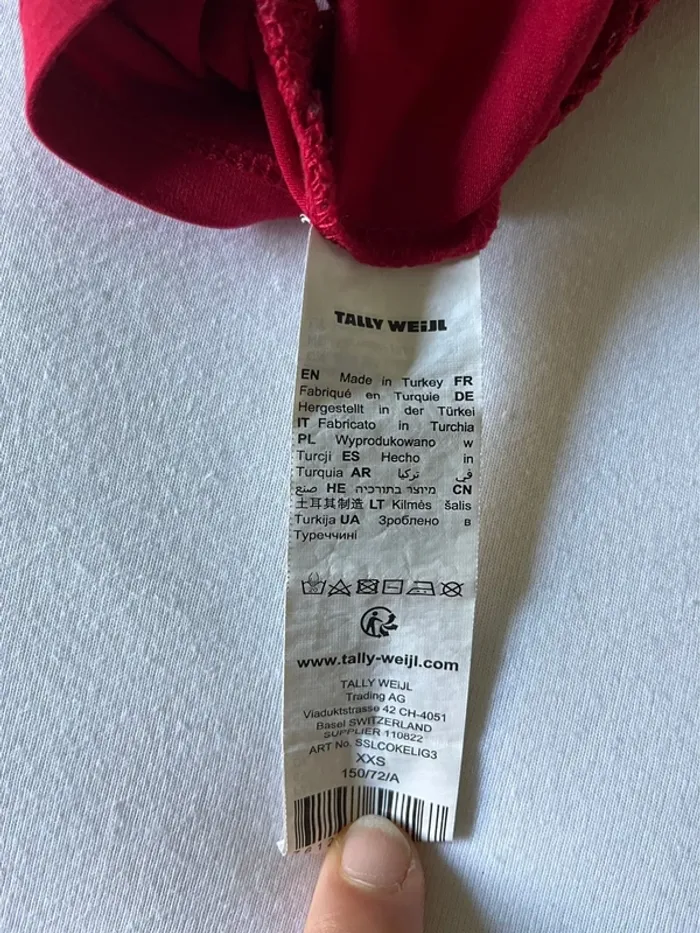 TALLY WEiJL
EN Made in Turkey FR
Fabriqué en Turquie DE
Hergestellt in der Türkei
IT Fabricato in Turchia
PL Wyprodukowano w
Turcji ES Hecho in
Turquia AR في تركيا
صنع HE מיוצר בתורכיה CN
土耳其制造 LT Kilmės šalis
Turkija UA Зроблено в
Туреччині
www.tally-weijl.com
TALLY WEIJL
Trading AG
Viaduktstrasse 42 CH-4051
Basel SWITZERLAND
SUPPLIER 110822
ART No. SSLCOKELIG3
XXS
150/72/A